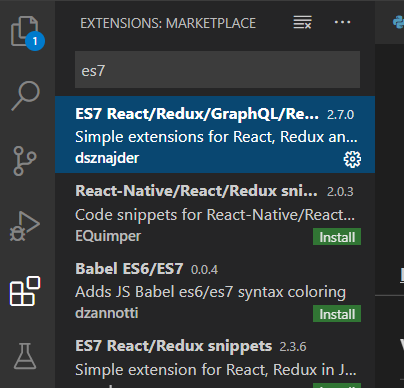 EXTENSIONS: MARKETPLACE
1
es7
ES7 React/Redux/GraphQL/Re... 2.7.0
Simple extensions for React, Redux an...
dsznajder
React-Native/React/Redux sni... 2.0.3
Code snippets for React-Native/React...
EQuimper Install
Babel ES6/ES7 0.0.4
Adds JS Babel es6/es7 syntax coloring
dzannotti Install
ES7 React/Redux snippets 2.3.6
Simple extension for React, Redux in J...
Install